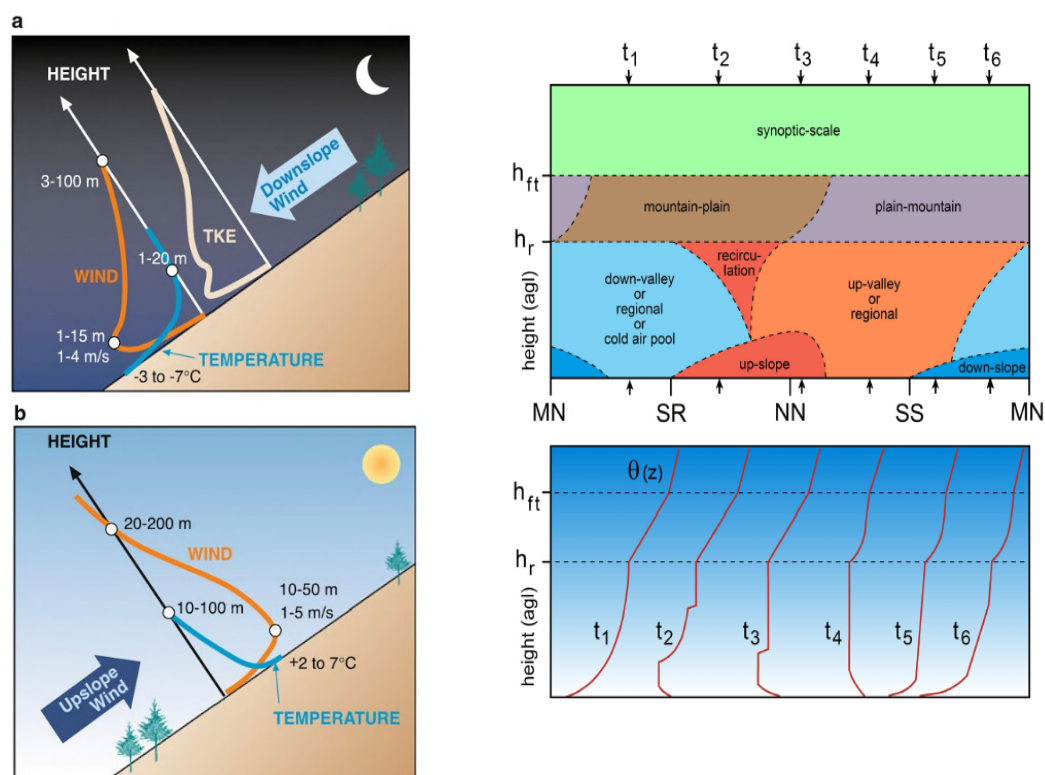 a
HEIGHT
3-100 m
Downslope
Wind
TKE
1-20 m
WIND
1-15 m
1-4 m/s
TEMPERATURE
-3 to -7°C
b
HEIGHT
20-200 m
WIND
10-50 m
1-5 m/s
10-100 m
+2 to 7°C
Upslope
Wind
TEMPERATURE
t1 t2 t3 t4 t5 t6
synoptic-scale
hft
mountain-plain plain-mountain
hr
recircu-
lation
down-valley
or
regional
or
cold air pool
up-valley
or
regional
height (agl)
up-slope
down-slope
MN SR NN SS MN
θ(z)
hft
hr
height (agl)
t1 t2 t3 t4 t5 t6